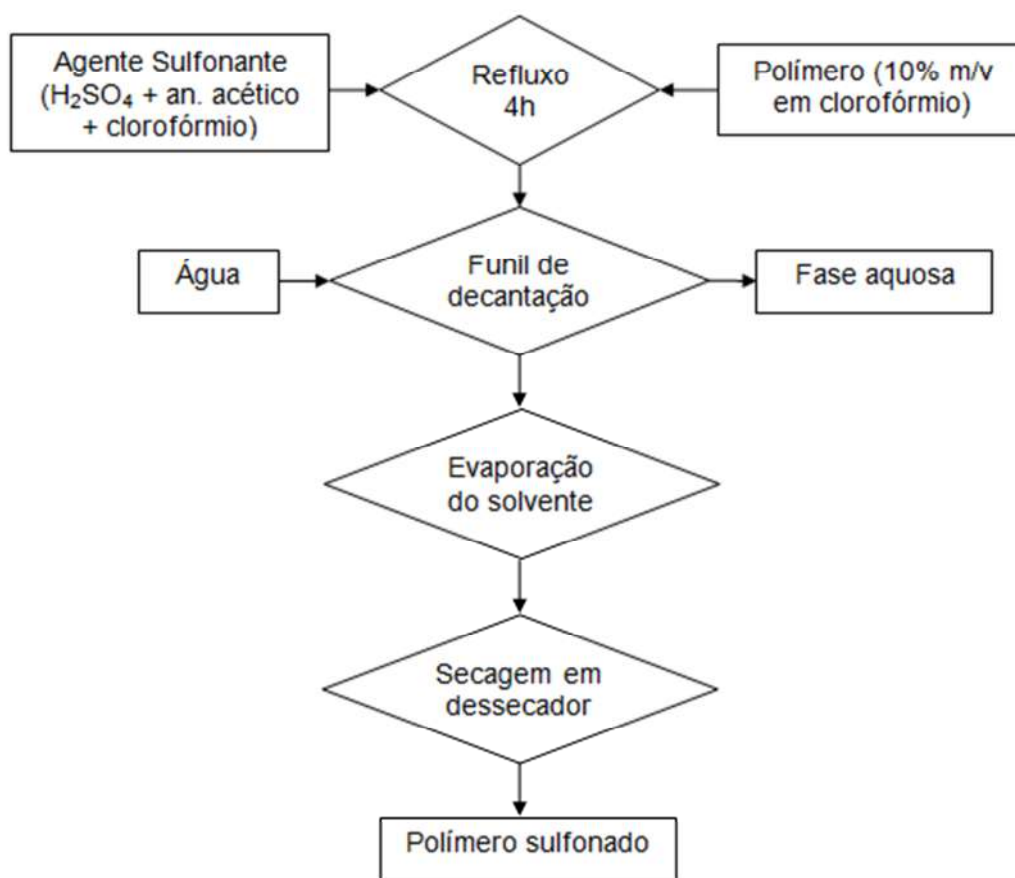 Agente Sulfonante
(H₂SO₄ + an. acético
+ clorofórmio)
Refluxo
4h
Polímero (10% m/v
em clorofórmio)
Água
Funil de
decantação
Fase aquosa
Evaporação
do solvente
Secagem em
dessecador
Polímero sulfonado